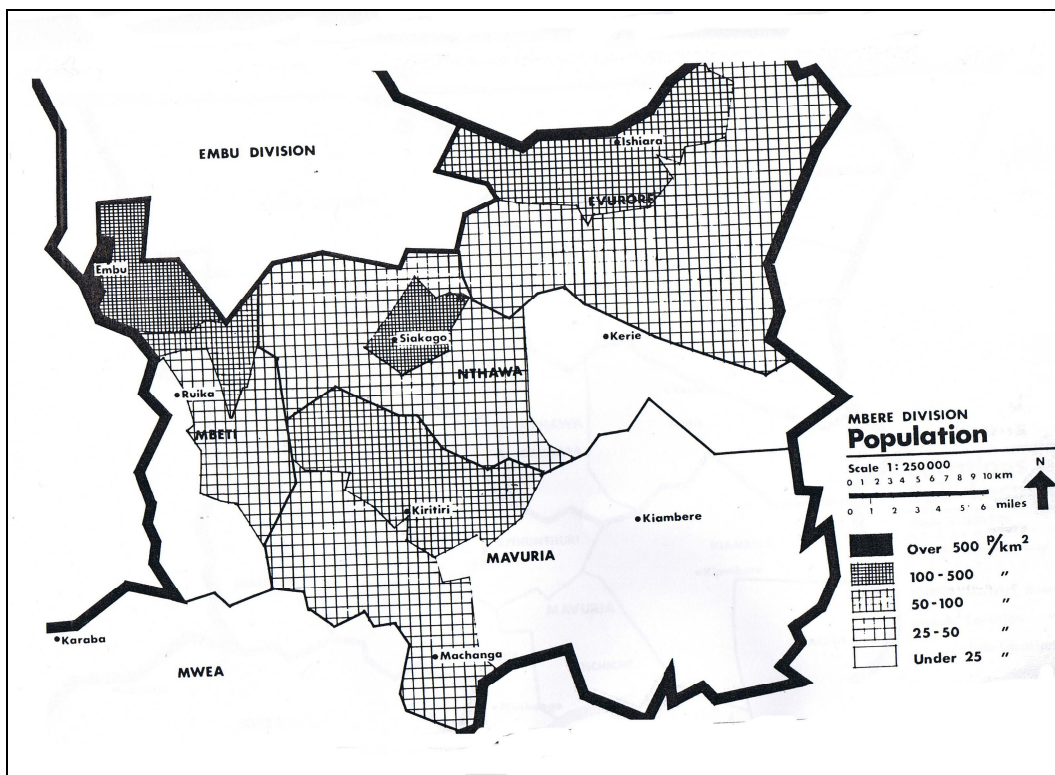 EMBU DIVISION
Ishiara
EVURORE
Embu
Siakago
Kerie
NTHAWA
Ruika
MBETI
Kiritiri
Kiambere
MAVURIA
Karaba
Machanga
MWEA
MBERE DIVISION
Population
Scale 1:250000
N
0 1 2 3 4 5 6 7 8 9 10 km
0 1 2 3 4 5 6 miles
Over 500 p/km²
100-500 "
50-100 "
25-50 "
Under 25 "